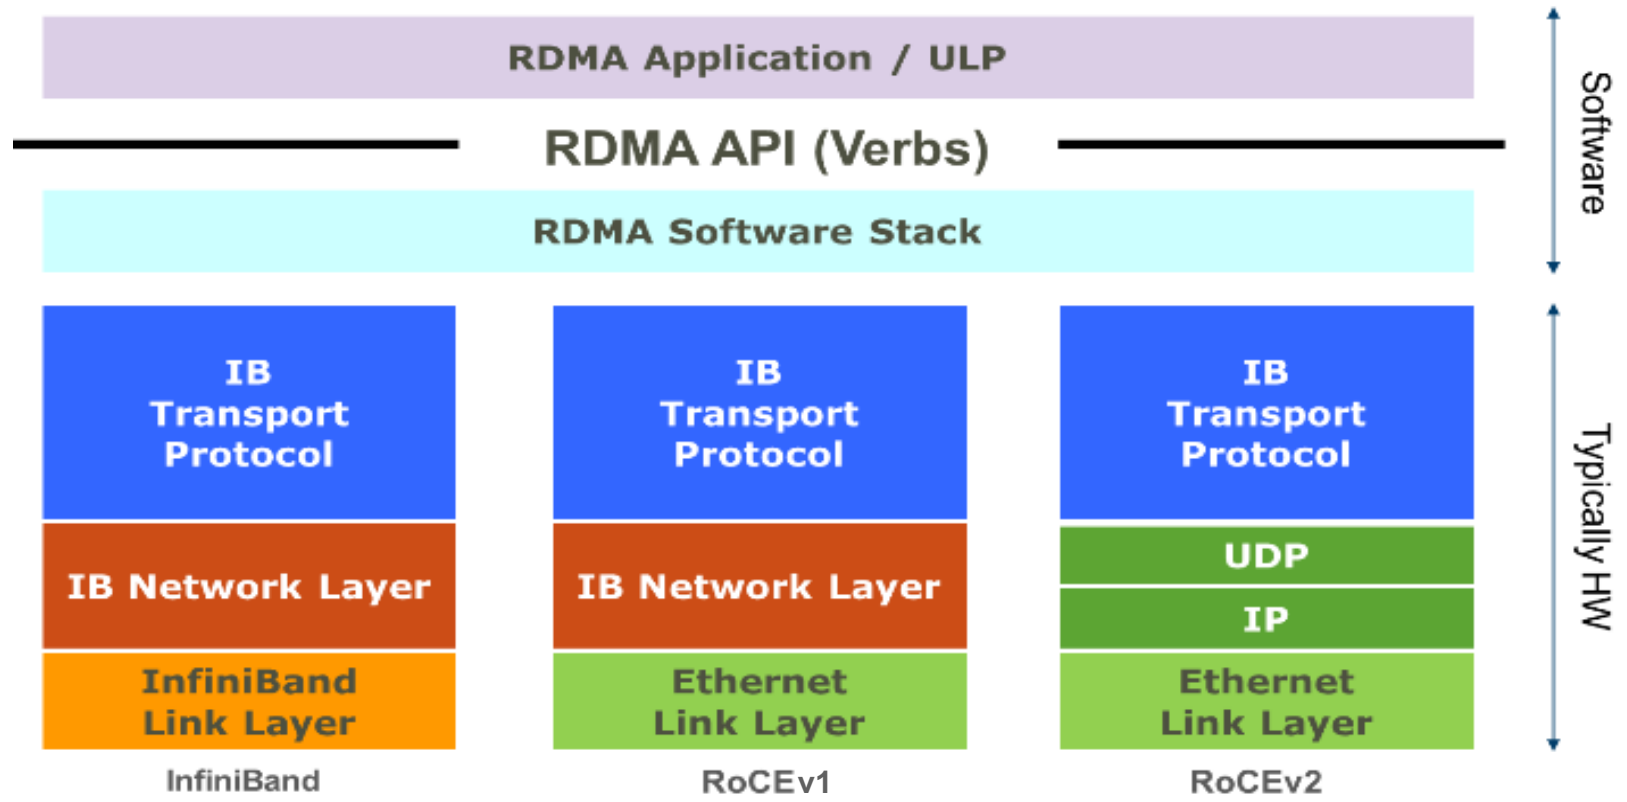 RDMA Application / ULP
RDMA API (Verbs)
RDMA Software Stack
Software
IB
Transport
Protocol
IB
Transport
Protocol
IB
Transport
Protocol
IB Network Layer
IB Network Layer
UDP
IP
InfiniBand
Link Layer
Ethernet
Link Layer
Ethernet
Link Layer
Typically HW
InfiniBand
RoCEv1
RoCEv2